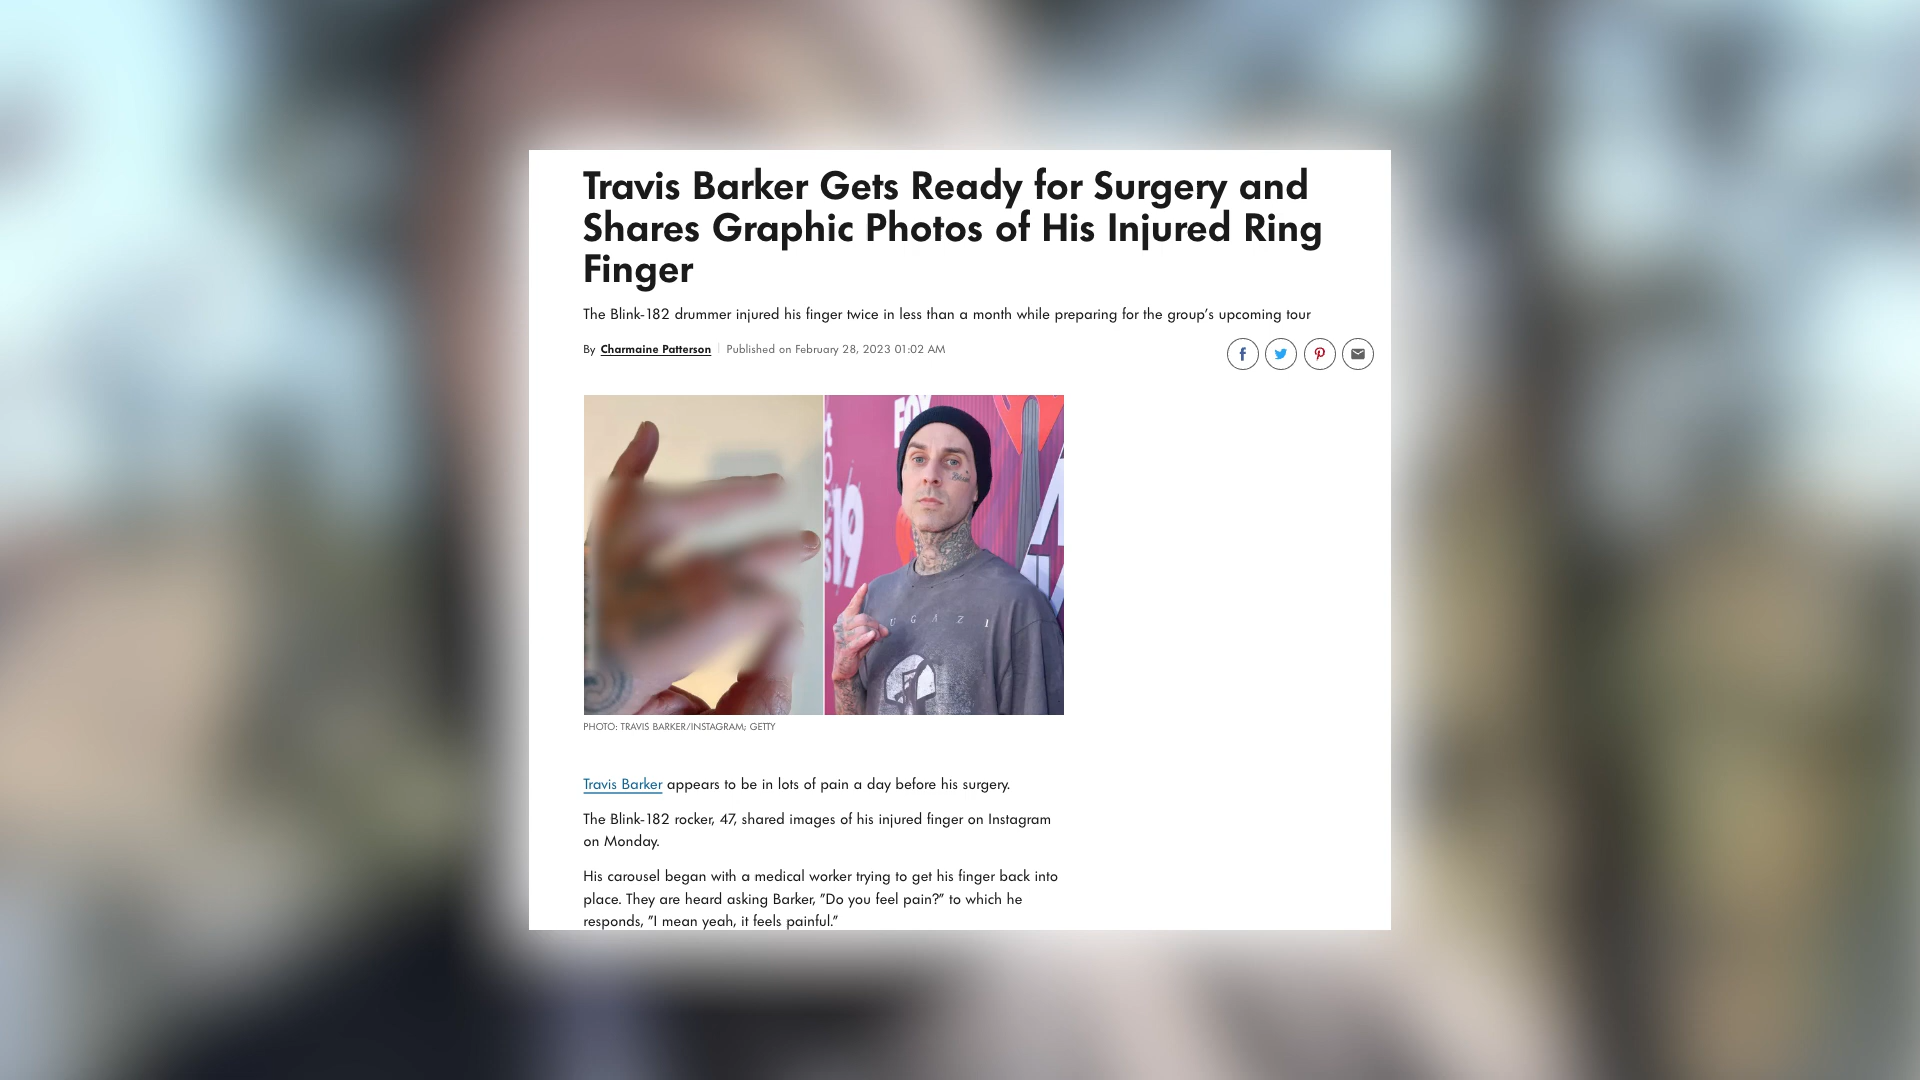 Travis Barker Gets Ready for Surgery and
Shares Graphic Photos of His Injured Ring
Finger
The Blink-182 drummer injured his finger twice in less than a month while preparing for the group’s upcoming tour
By Charmaine Patterson | Published on February 28, 2023 01:02 AM
FOX
19
U G A Z I
PHOTO: TRAVIS BARKER/INSTAGRAM; GETTY
Travis Barker appears to be in lots of pain a day before his surgery.
The Blink-182 rocker, 47, shared images of his injured finger on Instagram
on Monday.
His carousel began with a medical worker trying to get his finger back into
place. They are heard asking Barker, "Do you feel pain?" to which he
responds, "I mean yeah, it feels painful."